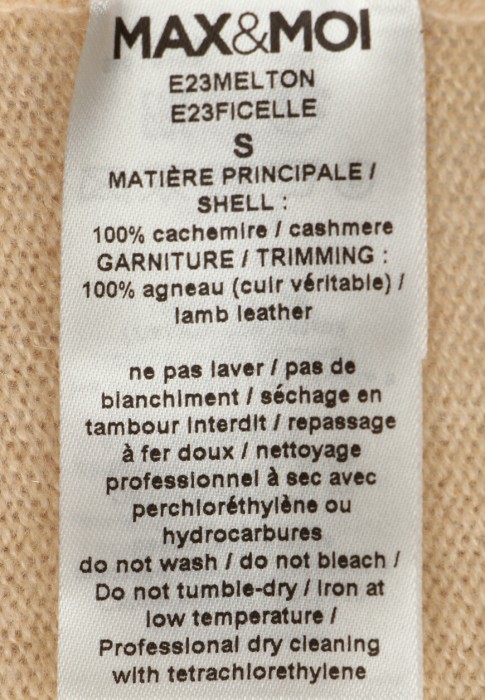 MAX&MOI
E23MELTON
E23FICELLE
S
MATIÈRE PRINCIPALE /
SHELL :
100% cachemire / cashmere
GARNITURE / TRIMMING :
100% agneau (cuir véritable) /
lamb leather
ne pas laver / pas de
blanchiment / séchage en
tambour interdit / repassage
à fer doux / nettoyage
professionnel à sec avec
perchloréthylène ou
hydrocarbures
do not wash / do not bleach /
Do not tumble-dry / Iron at
low temperature /
Professional dry cleaning
with tetrachlorethylene